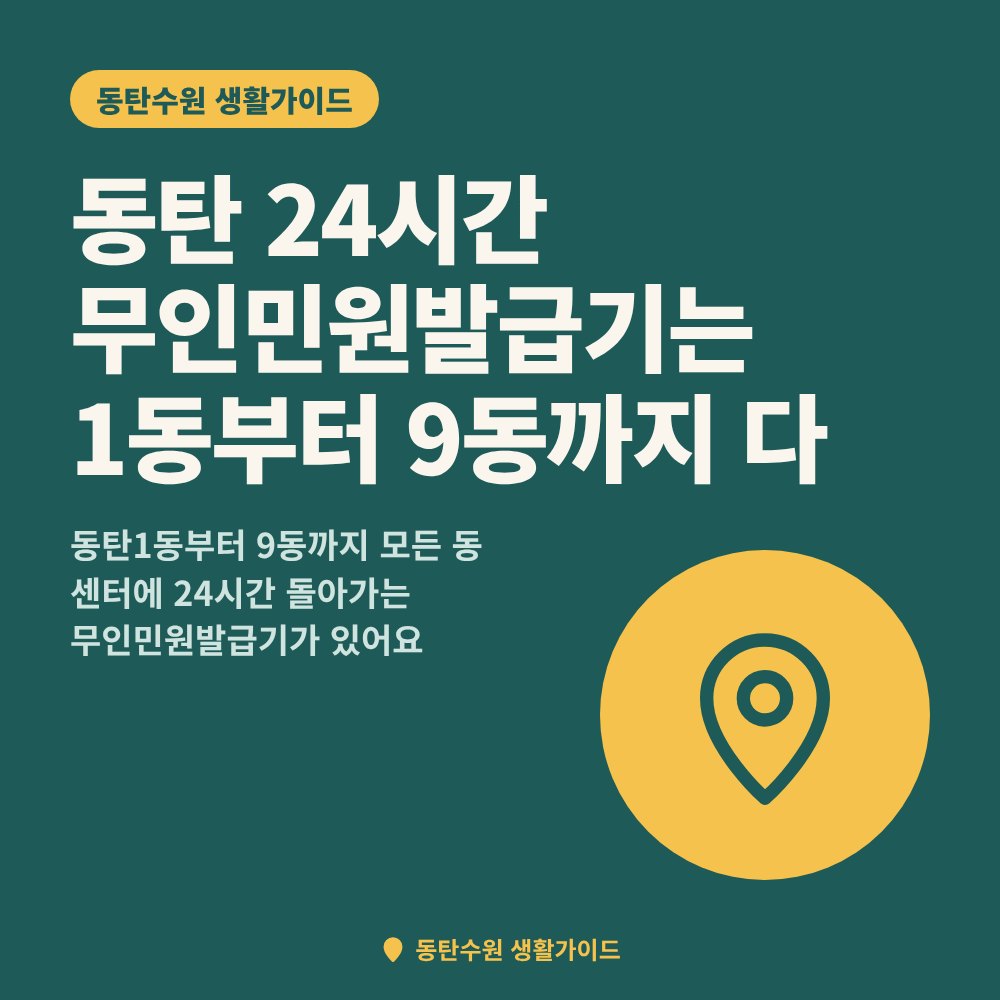 동탄수원 생활가이드
동탄 24시간
무인민원발급기는
1동부터 9동까지 다
동탄1동부터 9동까지 모든 동
센터에 24시간 돌아가는
무인민원발급기가 있어요
동탄수원 생활가이드